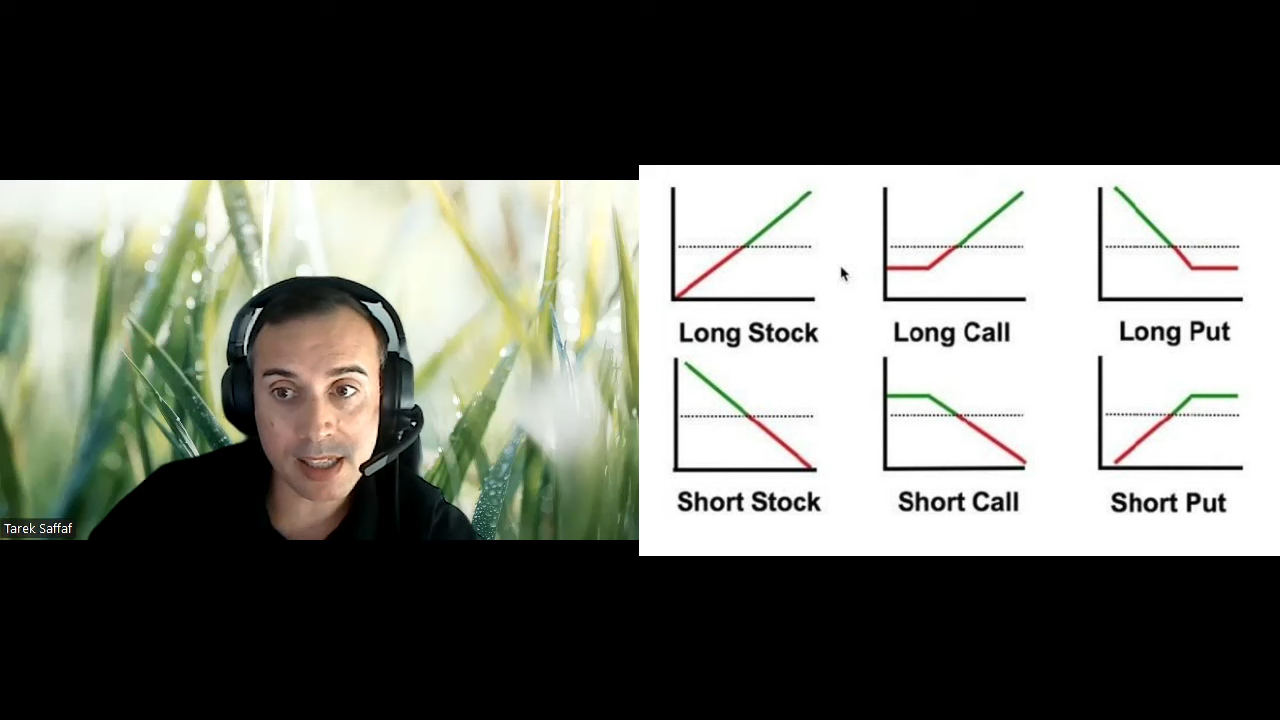 Tarek Saffaf
Long Stock
Long Call
Long Put
Short Stock
Short Call
Short Put